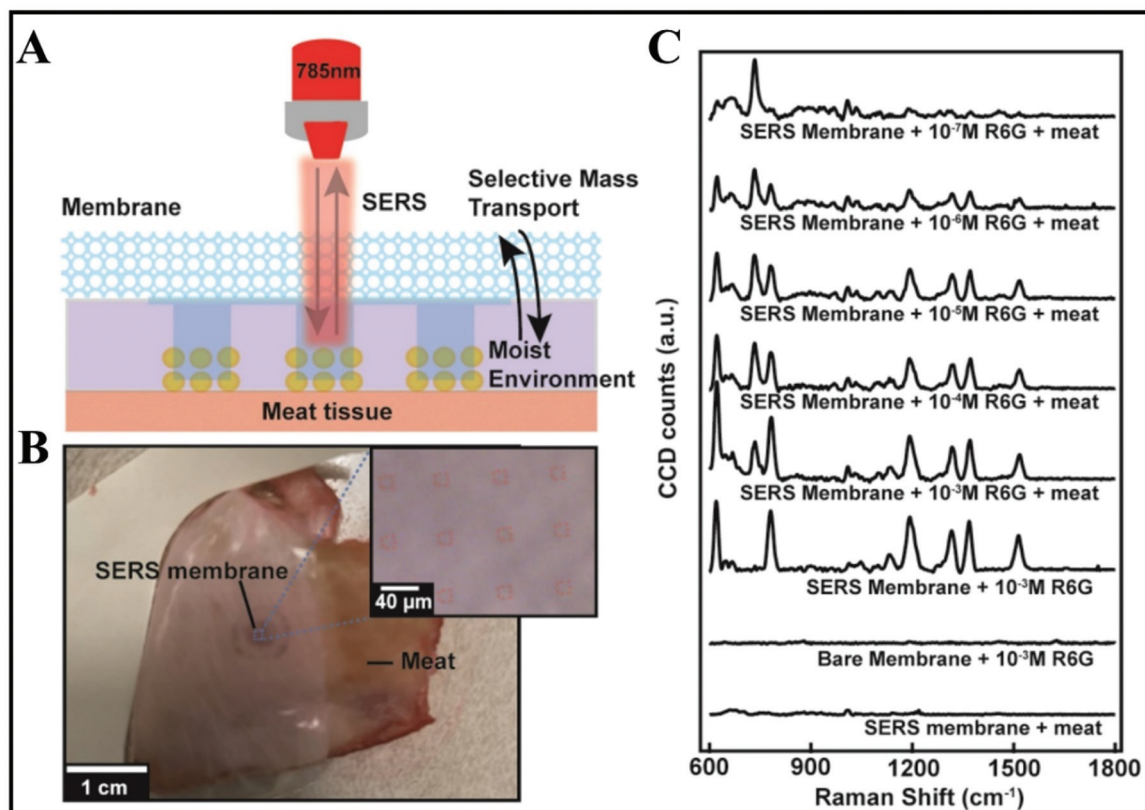 A
785nm
Membrane
SERS
Selective Mass
Transport
Moist
Environment
Meat tissue
B
SERS membrane
Meat
40 μm
1 cm
C
CCD counts (a.u.)
SERS Membrane + 10⁻⁷M R6G + meat
SERS Membrane + 10⁻⁶M R6G + meat
SERS Membrane + 10⁻⁵M R6G + meat
SERS Membrane + 10⁻⁴M R6G + meat
SERS Membrane + 10⁻³M R6G + meat
SERS Membrane + 10⁻³M R6G
Bare Membrane + 10⁻³M R6G
SERS membrane + meat
600 900 1200 1500 1800
Raman Shift (cm⁻¹)